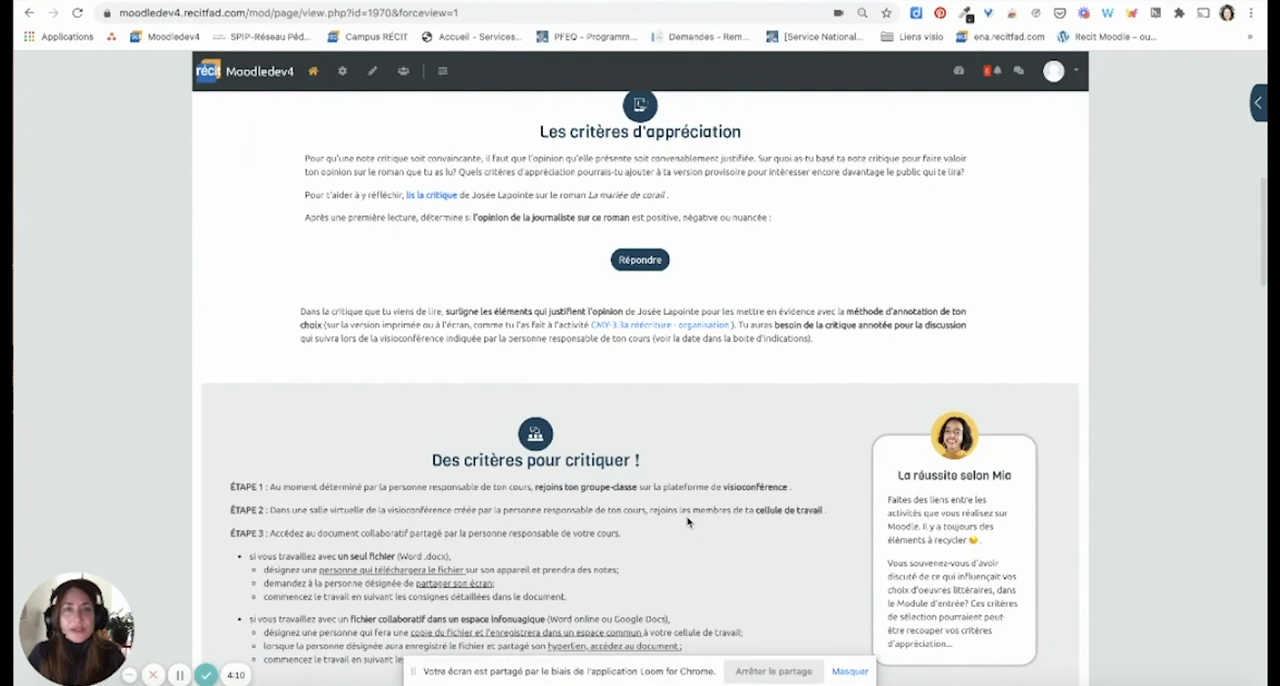 moodledev4.recitfad.com/mod/page/view.php?id=1970&forceview=1
Applications Moodledev4 SPIP-Réseau Péd... Campus RÉCIT Accueil - Services... PFEQ - Programm... Demandes - Rem... [Service National... Liens visio ena.recitfad.com Recit Moodle – ou... »
récit Moodledev4
Les critères d'appréciation
Pour qu'une note critique soit convaincante, il faut que l'opinion qu'elle présente soit convenablement justifiée. Sur quoi as-tu basé ta note critique pour faire valoir
ton opinion sur le roman que tu as lu? Quels critères d'appréciation pourrais-tu ajouter à ta version provisoire pour intéresser encore davantage le public qui te lira?
Pour t'aider à y réfléchir, lis la critique de Josée Lapointe sur le roman La mariée de corail .
Après une première lecture, détermine si l'opinion de la journaliste sur ce roman est positive, négative ou nuancée :
Répondre
Dans la critique que tu viens de lire, surligne les éléments qui justifient l'opinion de Josée Lapointe pour les mettre en évidence avec la méthode d'annotation de ton
choix (sur la version imprimée ou à l'écran, comme tu l'as fait à l'activité CMY-3.3a réécriture - organisation ). Tu auras besoin de la critique annotée pour la discussion
qui suivra lors de la visioconférence indiquée par la personne responsable de ton cours (voir la date dans la boite d'indications).
Des critères pour critiquer !
ÉTAPE 1 : Au moment déterminé par la personne responsable de ton cours, rejoins ton groupe-classe sur la plateforme de visioconférence .
ÉTAPE 2 : Dans une salle virtuelle de la visioconférence créée par la personne responsable de ton cours, rejoins les membres de ta cellule de travail .
ÉTAPE 3 : Accédez au document collaboratif partagé par la personne responsable de votre cours.
• si vous travaillez avec un seul fichier (Word .docx),
désignez une personne qui téléchargera le fichier sur son appareil et prendra des notes;
demandez à la personne désignée de partager son écran;
commencez le travail en suivant les consignes détaillées dans le document.
• si vous travaillez avec un fichier collaboratif dans un espace infonuagique (Word online ou Google Docs),
désignez une personne qui fera une copie du fichier et l'enregistrera dans un espace commun à votre cellule de travail;
lorsque la personne désignée aura enregistré le fichier et partagé son hyperlien, accédez au document ;
commencez le travail en suivant les
La réussite selon Mia
Faites des liens entre les
activités que vous réalisez sur
Moodle. Il y a toujours des
éléments à recycler 😉.
Vous souvenez-vous d'avoir
discuté de ce qui influençait vos
choix d'oeuvres littéraires, dans
le Module d'entrée? Ces critères
de sélection pourraient peut-
être recouper vos critères
d'appréciation...
4:10
Votre écran est partagé par le biais de l'application Loom for Chrome. Arrêter le partage Masquer